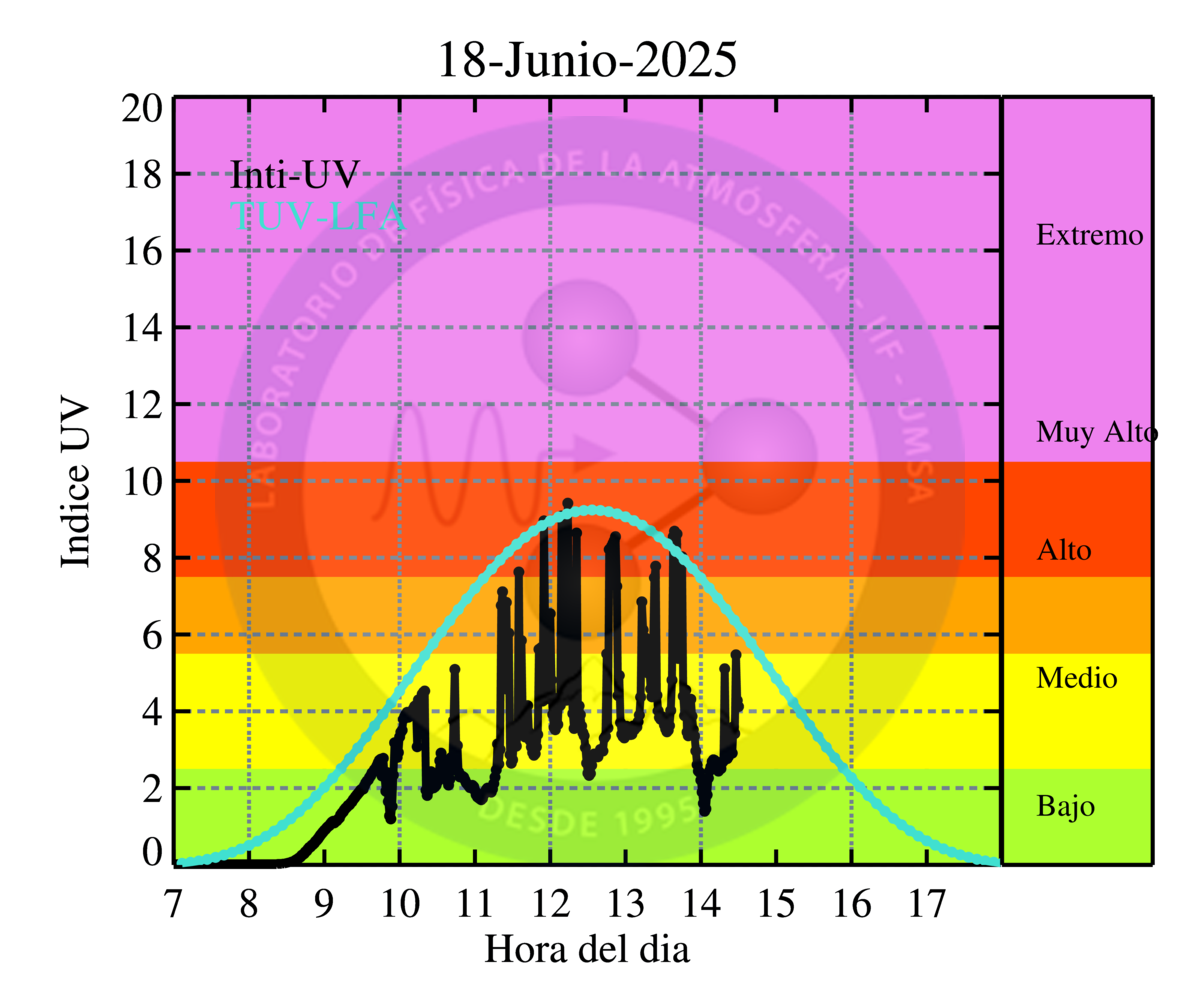 18-Junio-2025
Inti-UV
TUV-LFA
20
18
16
14
12
10
8
6
4
2
0
Indice UV
7 8 9 10 11 12 13 14 15 16 17
Hora del dia
Extremo
Muy Alto
Alto
Medio
Bajo
LABORATORIO DE FÍSICA DE LA ATMÓSFERA - IIF - UMSA
DESDE 1995